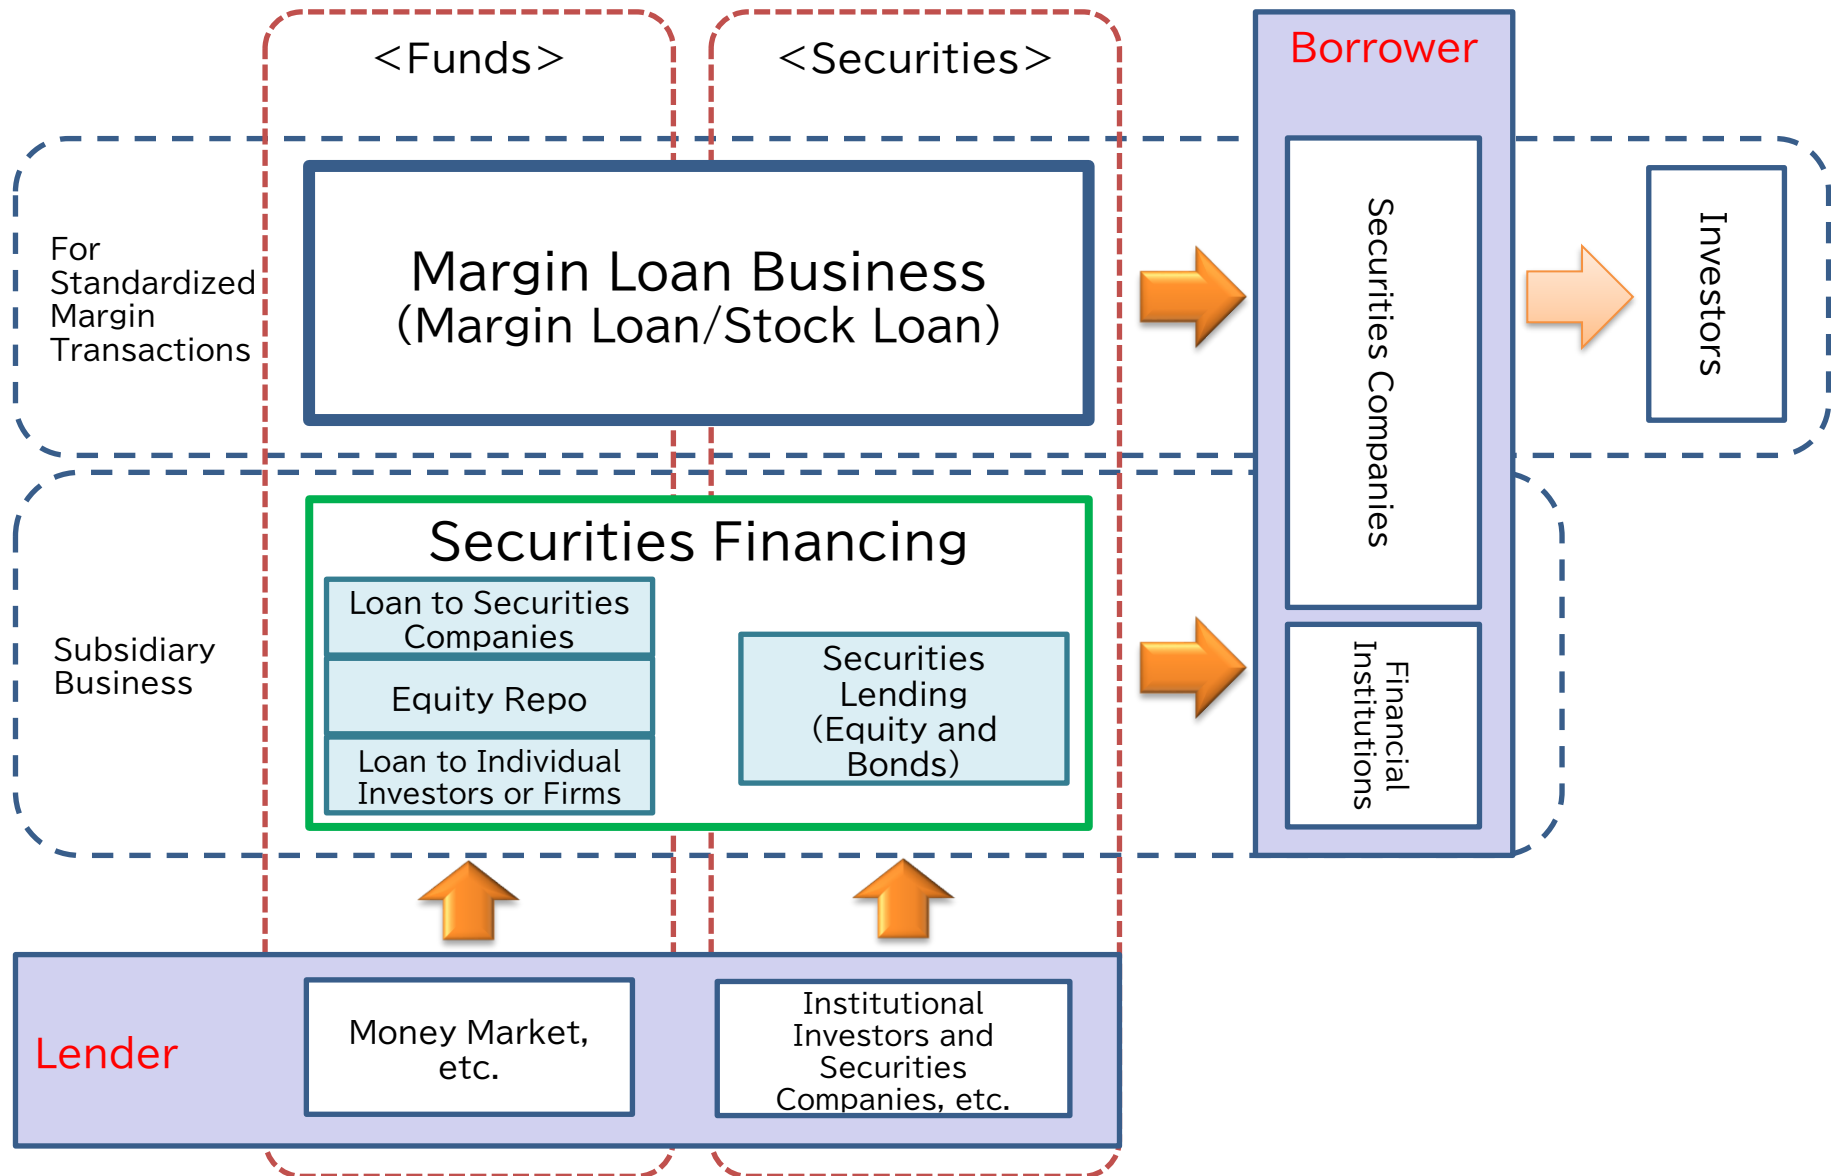 <Funds>
<Securities>
Borrower
For
Standardized
Margin
Transactions
Margin Loan Business
(Margin Loan/Stock Loan)
Securities Companies
Investors
Subsidiary
Business
Securities Financing
Loan to Securities
Companies
Equity Repo
Loan to Individual
Investors or Firms
Securities
Lending
(Equity and
Bonds)
Financial
Institutions
Lender
Money Market,
etc.
Institutional
Investors and
Securities
Companies, etc.